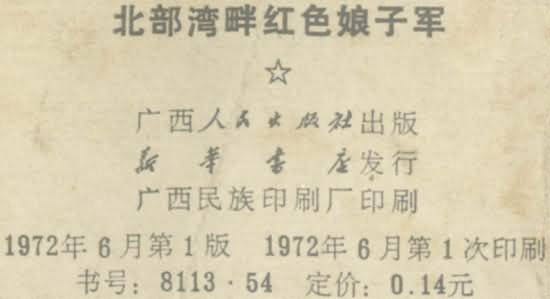 北部湾畔红色娘子军
☆
广西人民出版社出版
新华书店发行
广西民族印刷厂印刷
1972年6月第1版 1972年6月第1次印刷
书号：8113·54 定价：0.14元